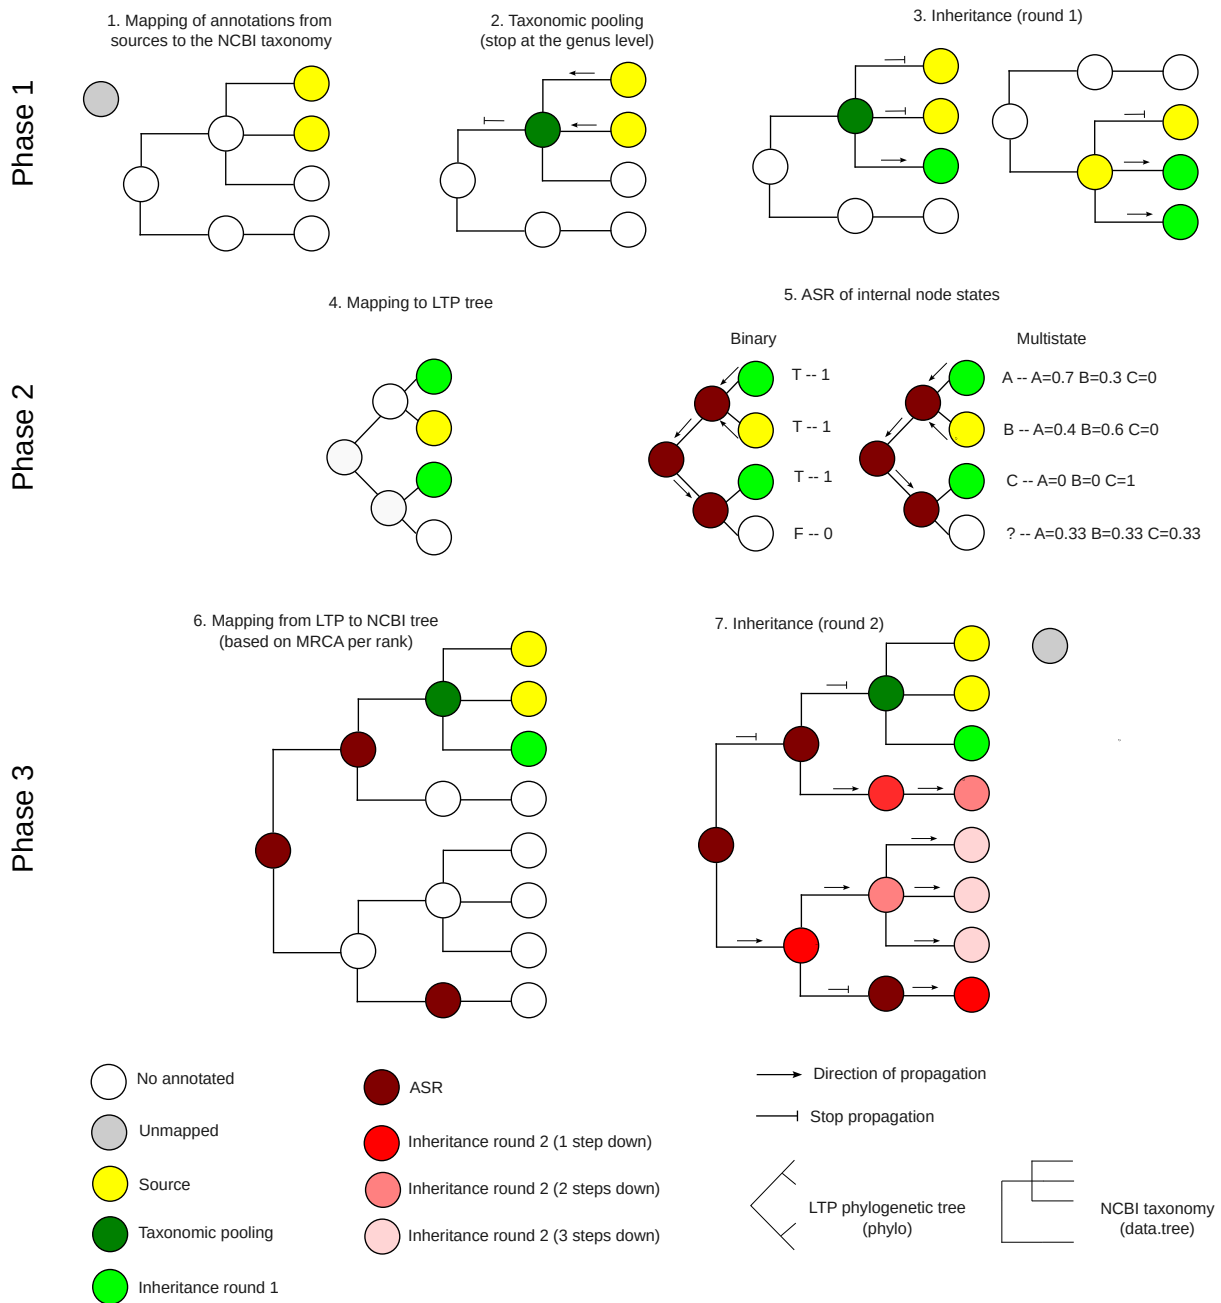 1. Mapping of annotations from
sources to the NCBI taxonomy
2. Taxonomic pooling
(stop at the genus level)
3. Inheritance (round 1)
Phase 1
4. Mapping to LTP tree
5. ASR of internal node states
Binary
Multistate
T -- 1
A -- A=0.7 B=0.3 C=0
T -- 1
B -- A=0.4 B=0.6 C=0
T -- 1
C -- A=0 B=0 C=1
F -- 0
? -- A=0.33 B=0.33 C=0.33
Phase 2
6. Mapping from LTP to NCBI tree
(based on MRCA per rank)
7. Inheritance (round 2)
Phase 3
No annotated
Unmapped
Source
Taxonomic pooling
Inheritance round 1
ASR
Inheritance round 2 (1 step down)
Inheritance round 2 (2 steps down)
Inheritance round 2 (3 steps down)
Direction of propagation
Stop propagation
LTP phylogenetic tree
(phylo)
NCBI taxonomy
(data.tree)